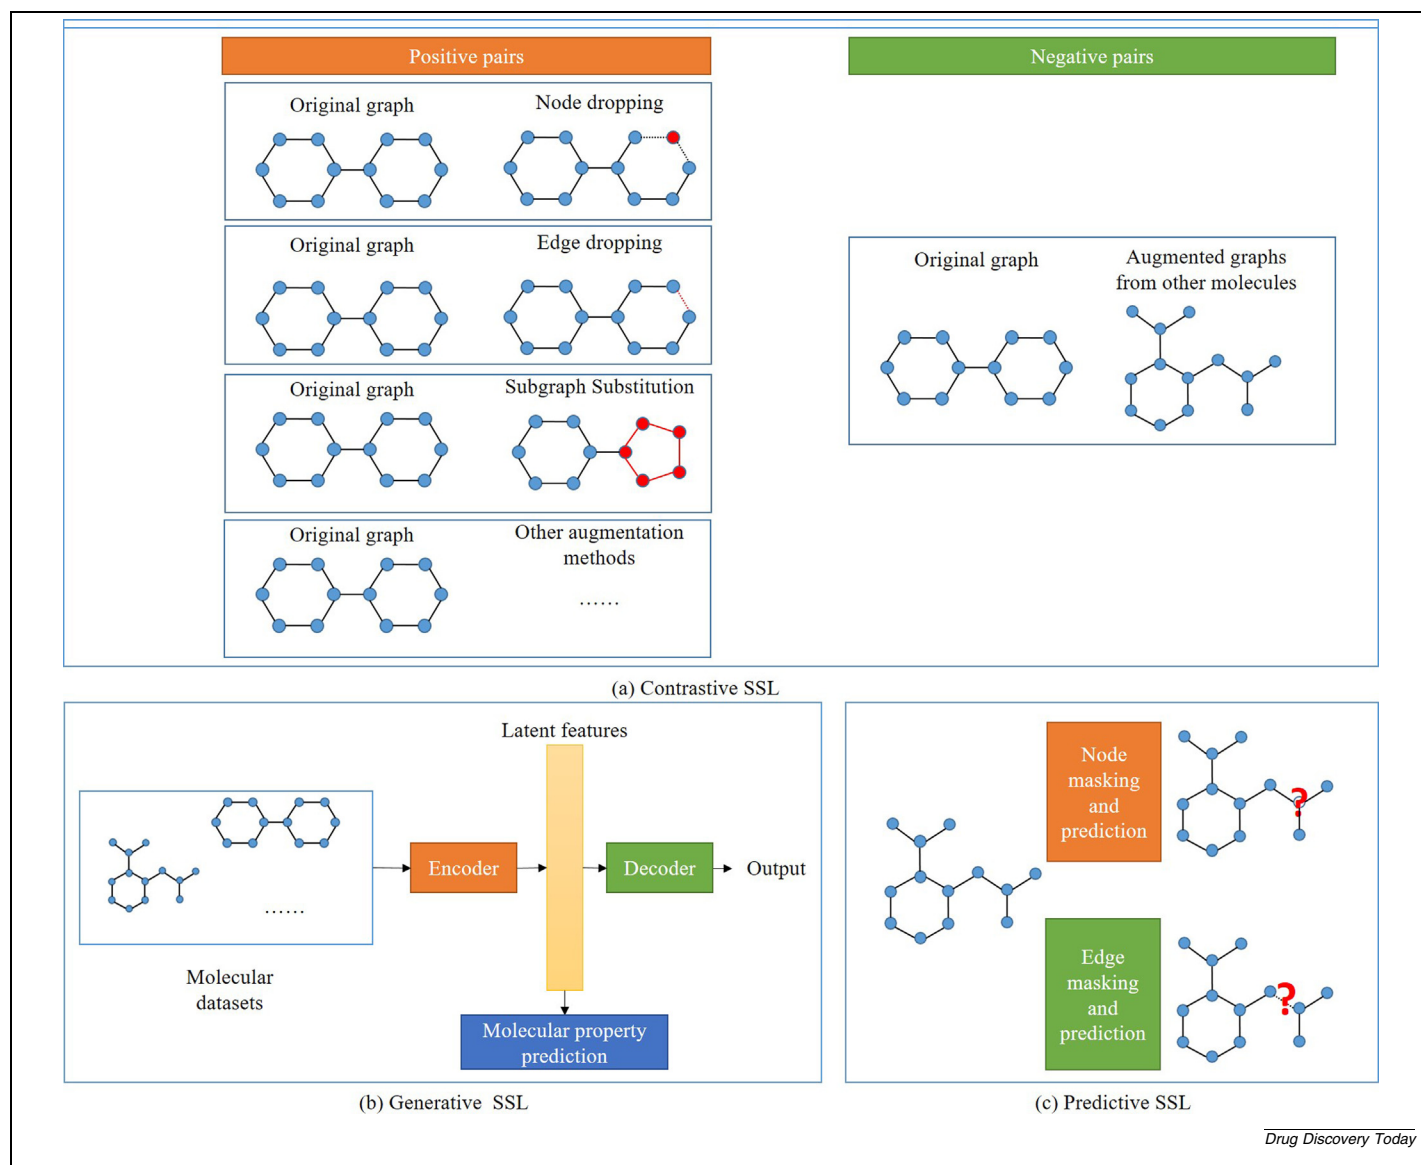 Positive pairs
Negative pairs
Original graph
Node dropping
Original graph
Edge dropping
Original graph
Augmented graphs
from other molecules
Original graph
Subgraph Substitution
Original graph
Other augmentation
methods
......
(a) Contrastive SSL
Latent features
Encoder
Decoder
Output
......
Molecular
datasets
Molecular property
prediction
(b) Generative SSL
Node
masking
and
prediction
?
Edge
masking
and
prediction
?
(c) Predictive SSL
Drug Discovery Today